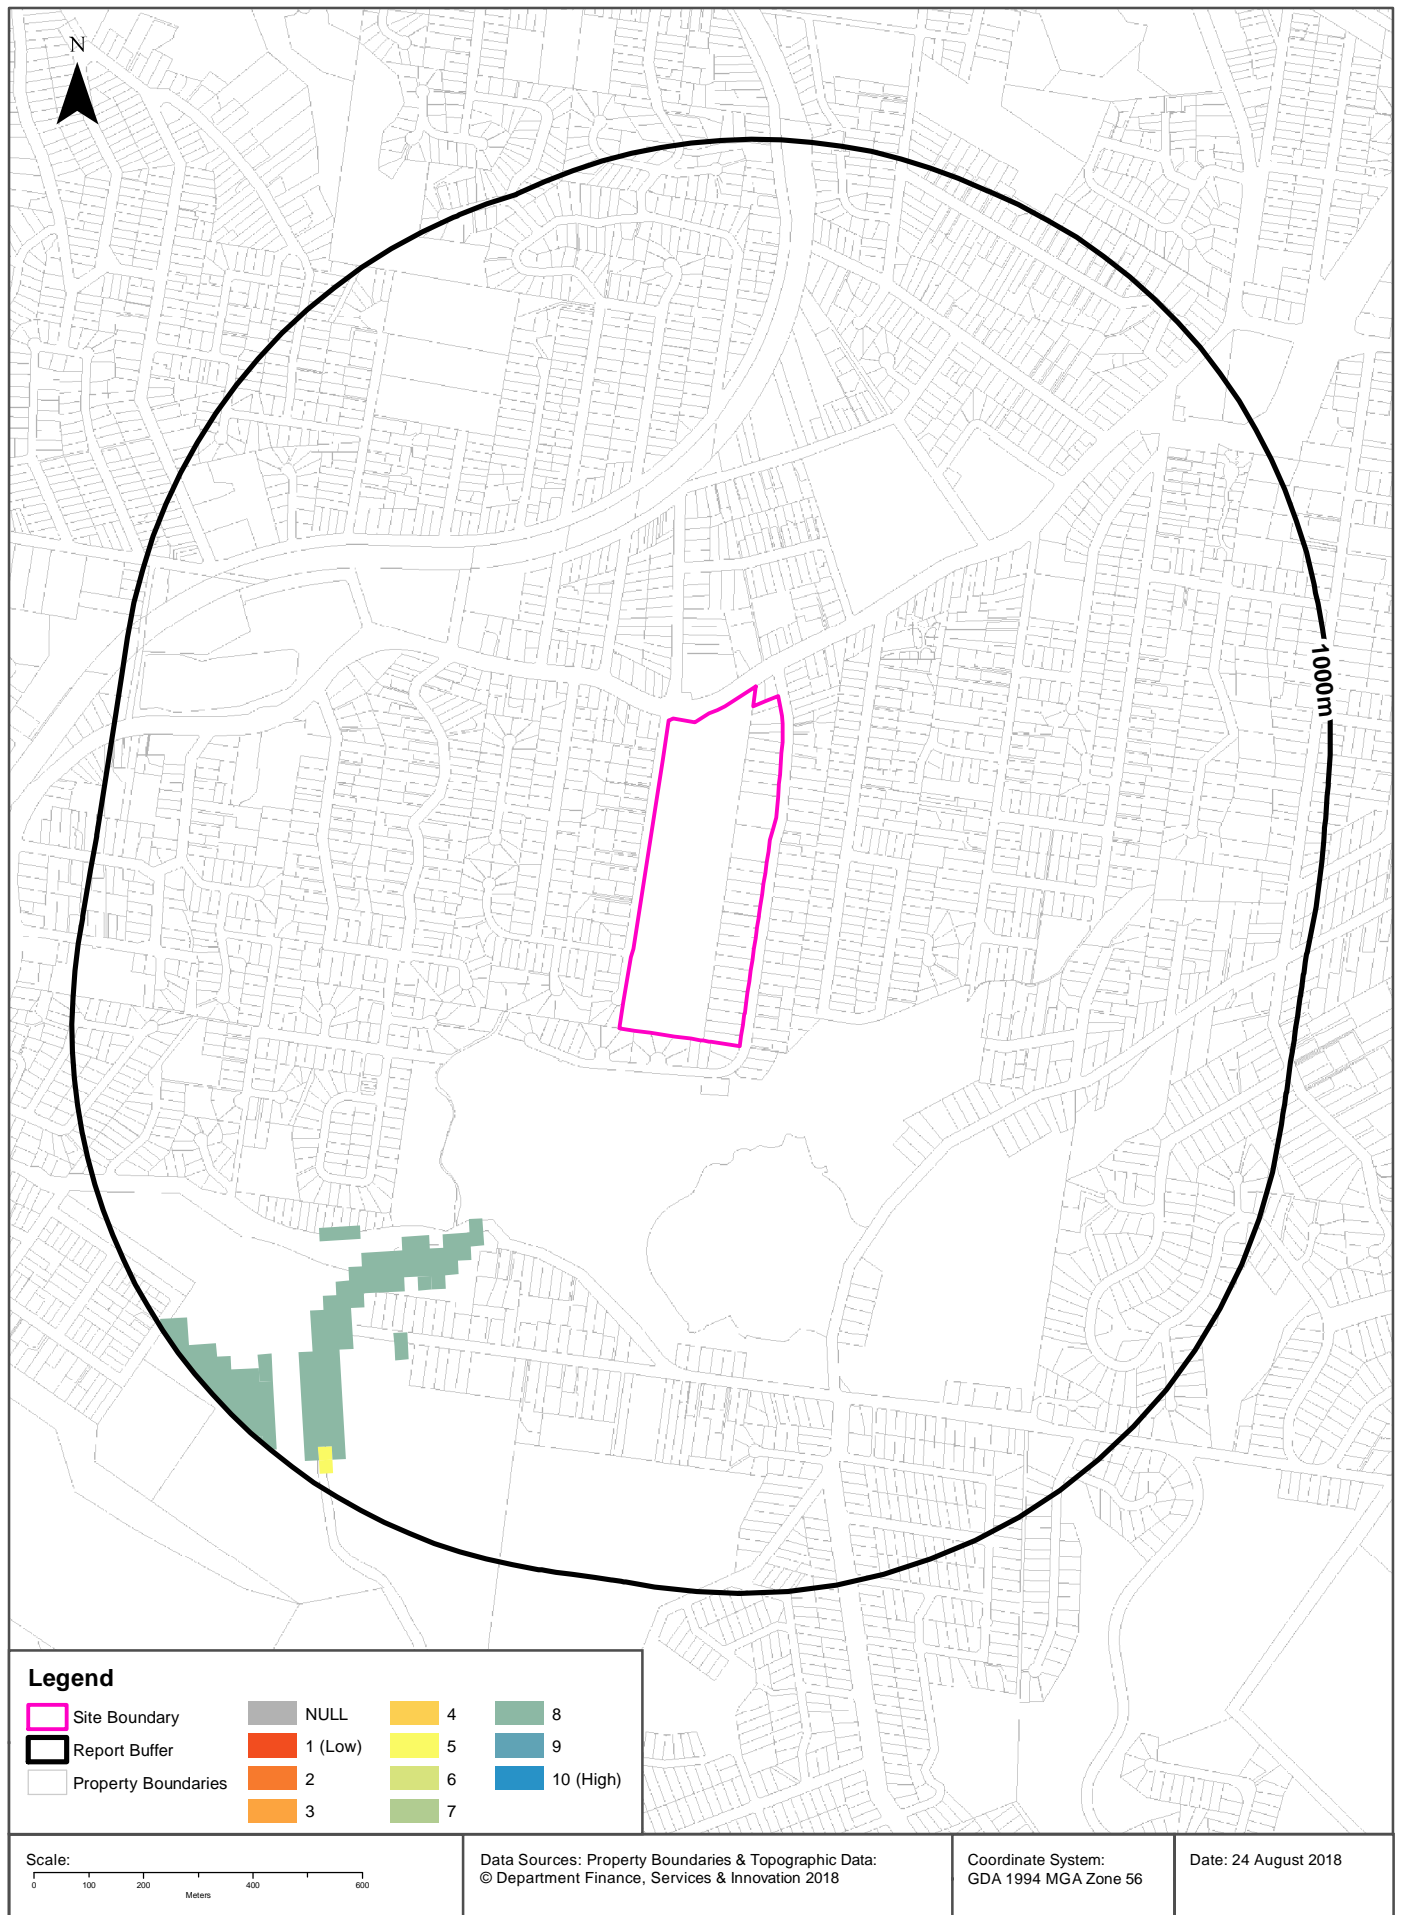 N
1000m
Legend
Site Boundary
Report Buffer
Property Boundaries
NULL
1 (Low)
2
3
4
5
6
7
8
9
10 (High)
Scale:
0 100 200 400 600
Meters
Data Sources: Property Boundaries & Topographic Data:
© Department Finance, Services & Innovation 2018
Coordinate System:
GDA 1994 MGA Zone 56
Date: 24 August 2018